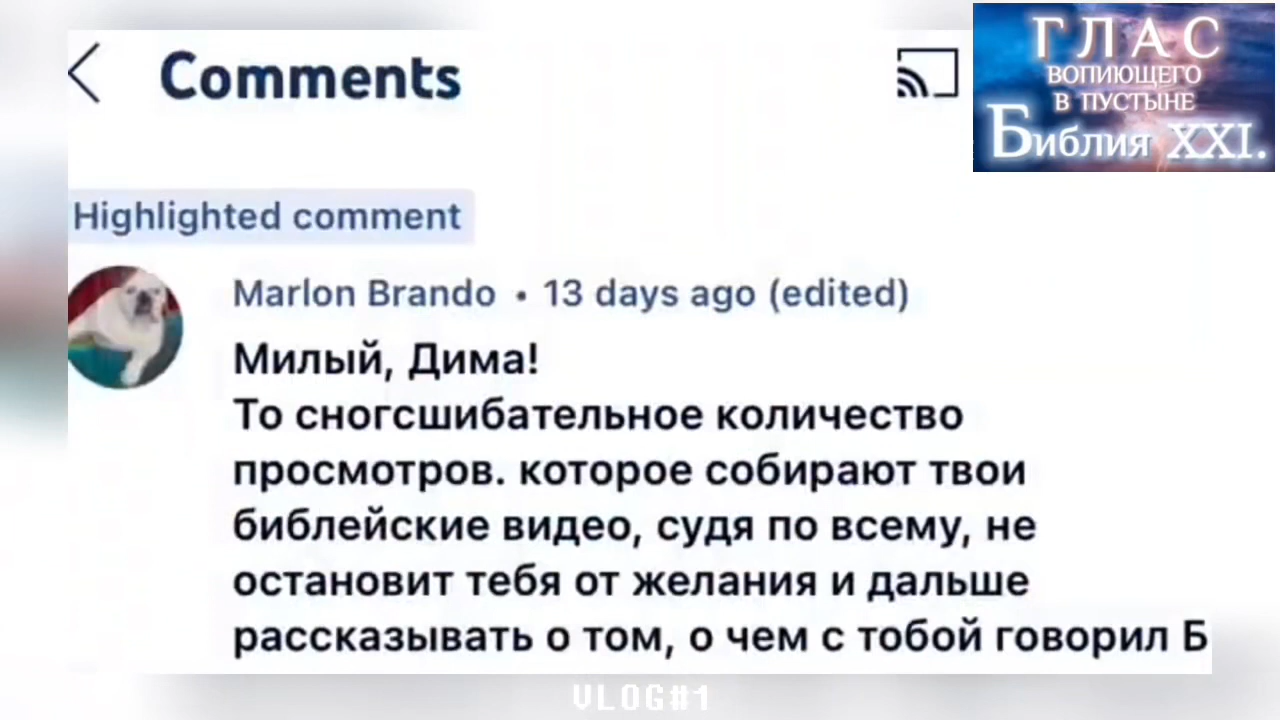 Comments
ГЛАС
ВОПИЮЩЕГО
В ПУСТЫНЕ
Библия XXI.
Highlighted comment
Marlon Brando • 13 days ago (edited)
Милый, Дима!
То сногсшибательное количество
просмотров. которое собирают твои
библейские видео, судя по всему, не
остановит тебя от желания и дальше
рассказывать о том, о чем с тобой говорил Б
VLOG#1